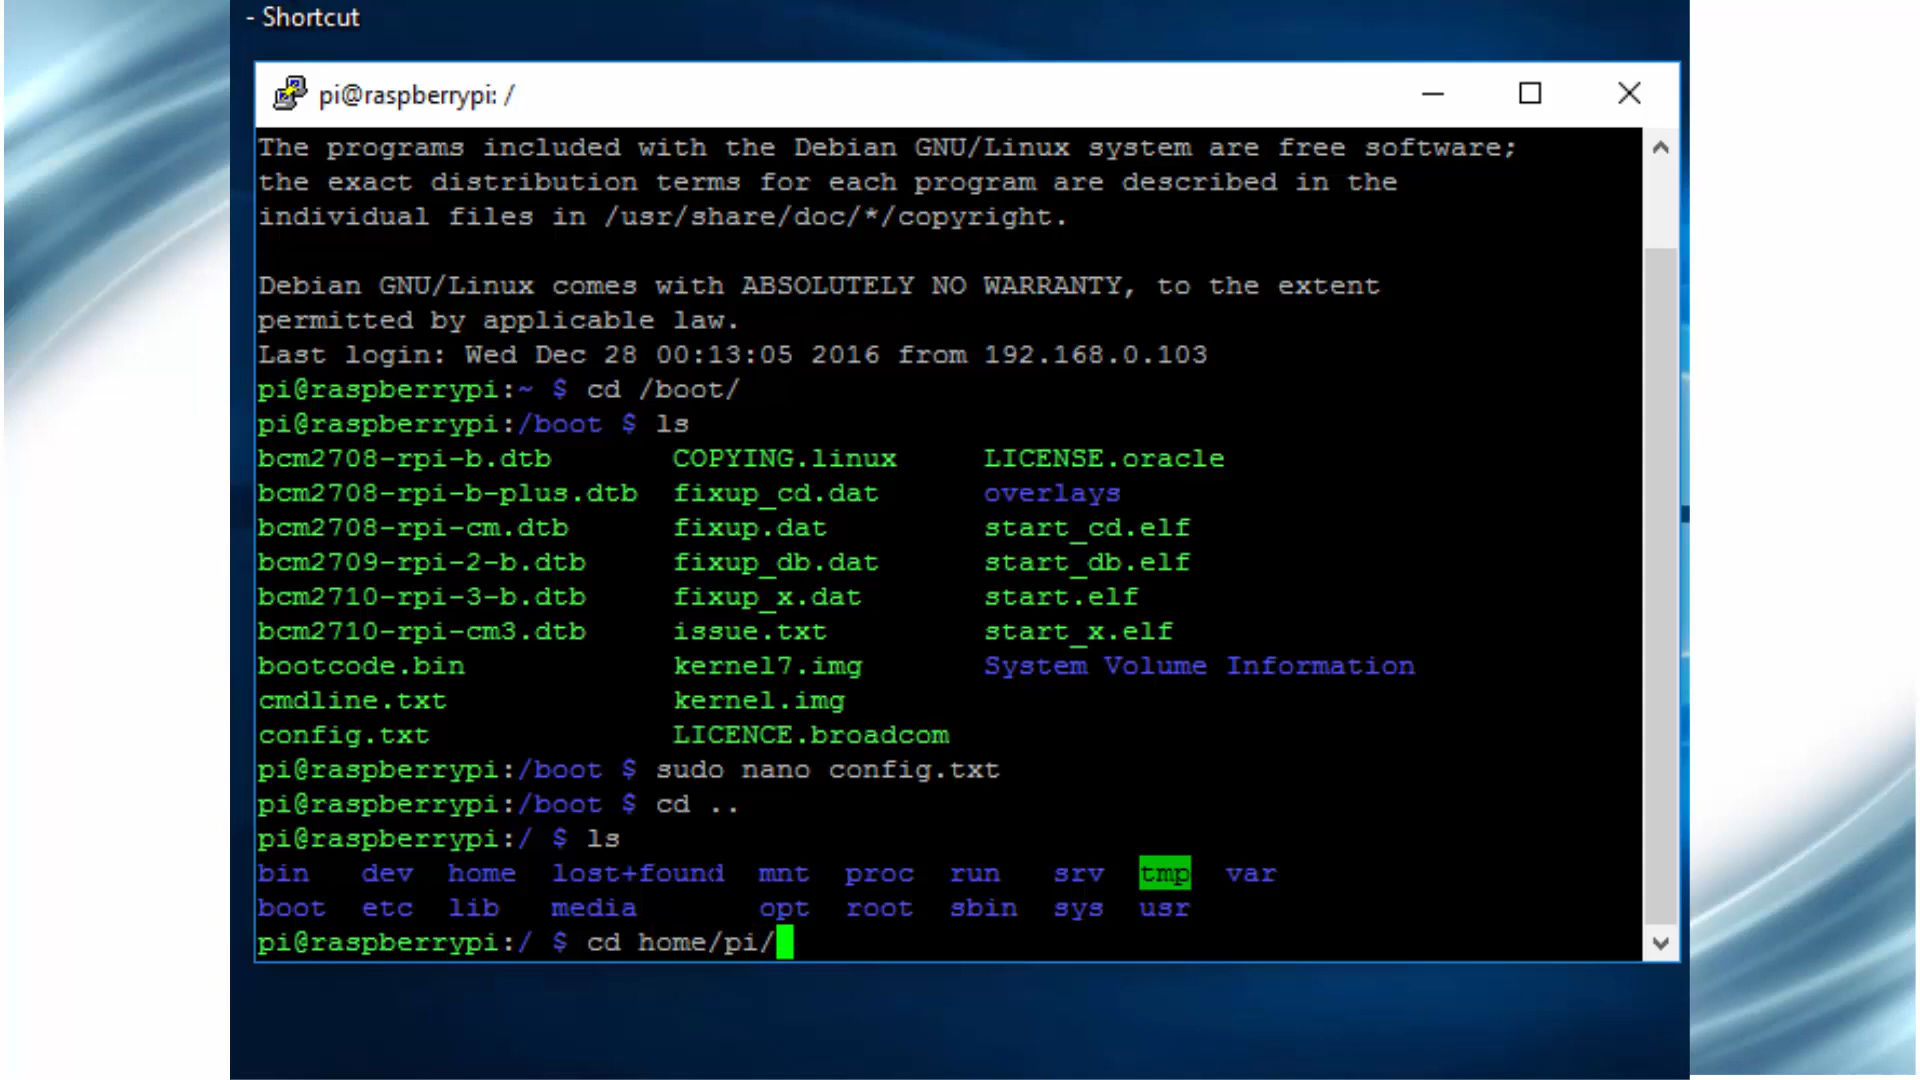 - Shortcut
pi@raspberrypi: /
The programs included with the Debian GNU/Linux system are free software;
the exact distribution terms for each program are described in the
individual files in /usr/share/doc/*/copyright.
Debian GNU/Linux comes with ABSOLUTELY NO WARRANTY, to the extent
permitted by applicable law.
Last login: Wed Dec 28 00:13:05 2016 from 192.168.0.103
pi@raspberrypi:~ $ cd /boot/
pi@raspberrypi:/boot $ ls
bcm2708-rpi-b.dtb COPYING.linux LICENSE.oracle
bcm2708-rpi-b-plus.dtb fixup_cd.dat overlays
bcm2708-rpi-cm.dtb fixup.dat start_cd.elf
bcm2709-rpi-2-b.dtb fixup_db.dat start_db.elf
bcm2710-rpi-3-b.dtb fixup_x.dat start.elf
bcm2710-rpi-cm3.dtb issue.txt start_x.elf
bootcode.bin kernel7.img System Volume Information
cmdline.txt kernel.img
config.txt LICENCE.broadcom
pi@raspberrypi:/boot $ sudo nano config.txt
pi@raspberrypi:/boot $ cd ..
pi@raspberrypi:/ $ ls
bin dev home lost+found mnt proc run srv tmp var
boot etc lib media opt root sbin sys usr
pi@raspberrypi:/ $ cd home/pi/